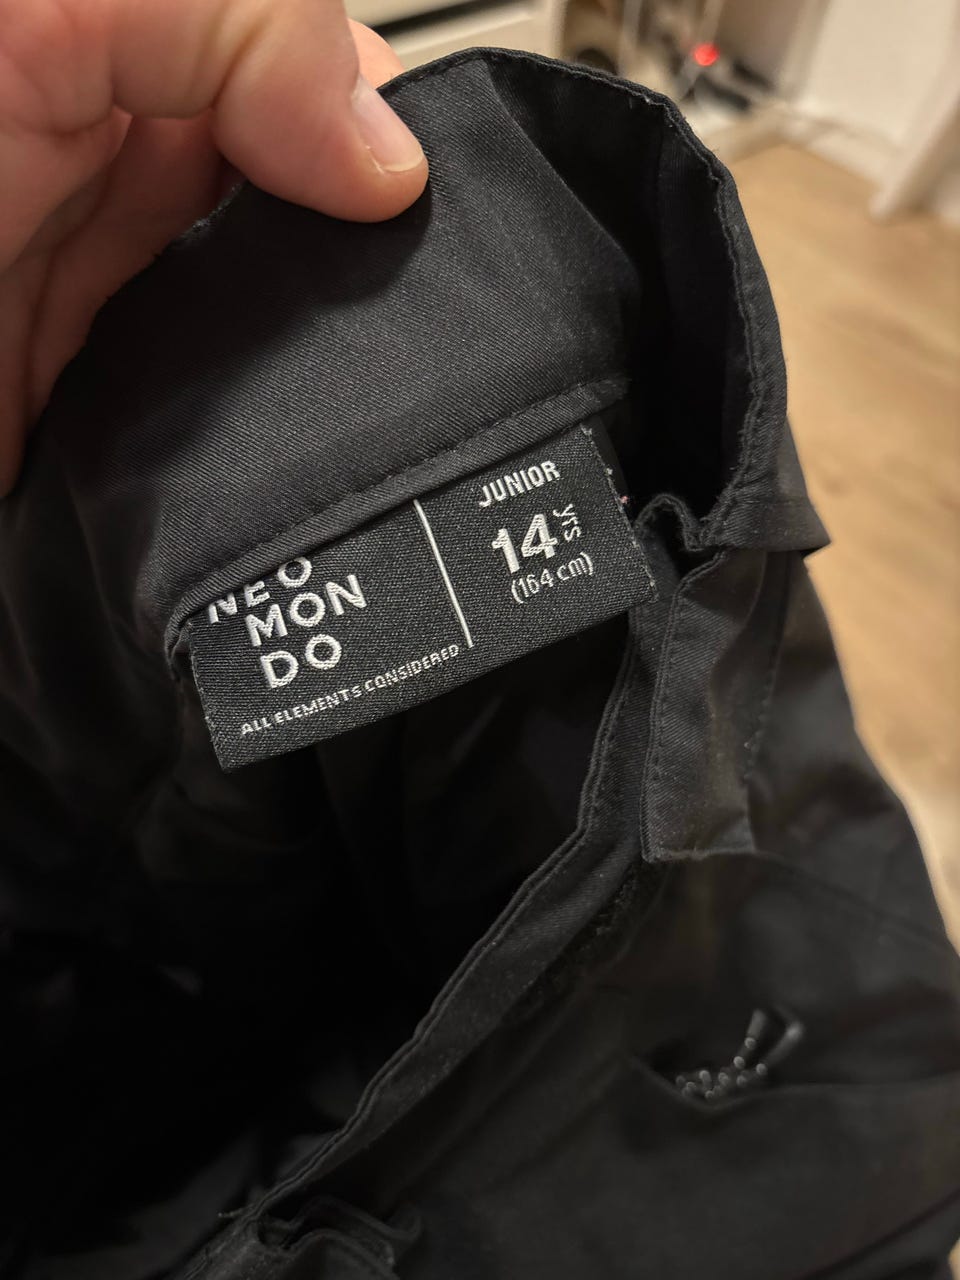 NEO
MON
DO
ALL ELEMENTS CONSIDERED
JUNIOR
14 yrs
(164 cm)